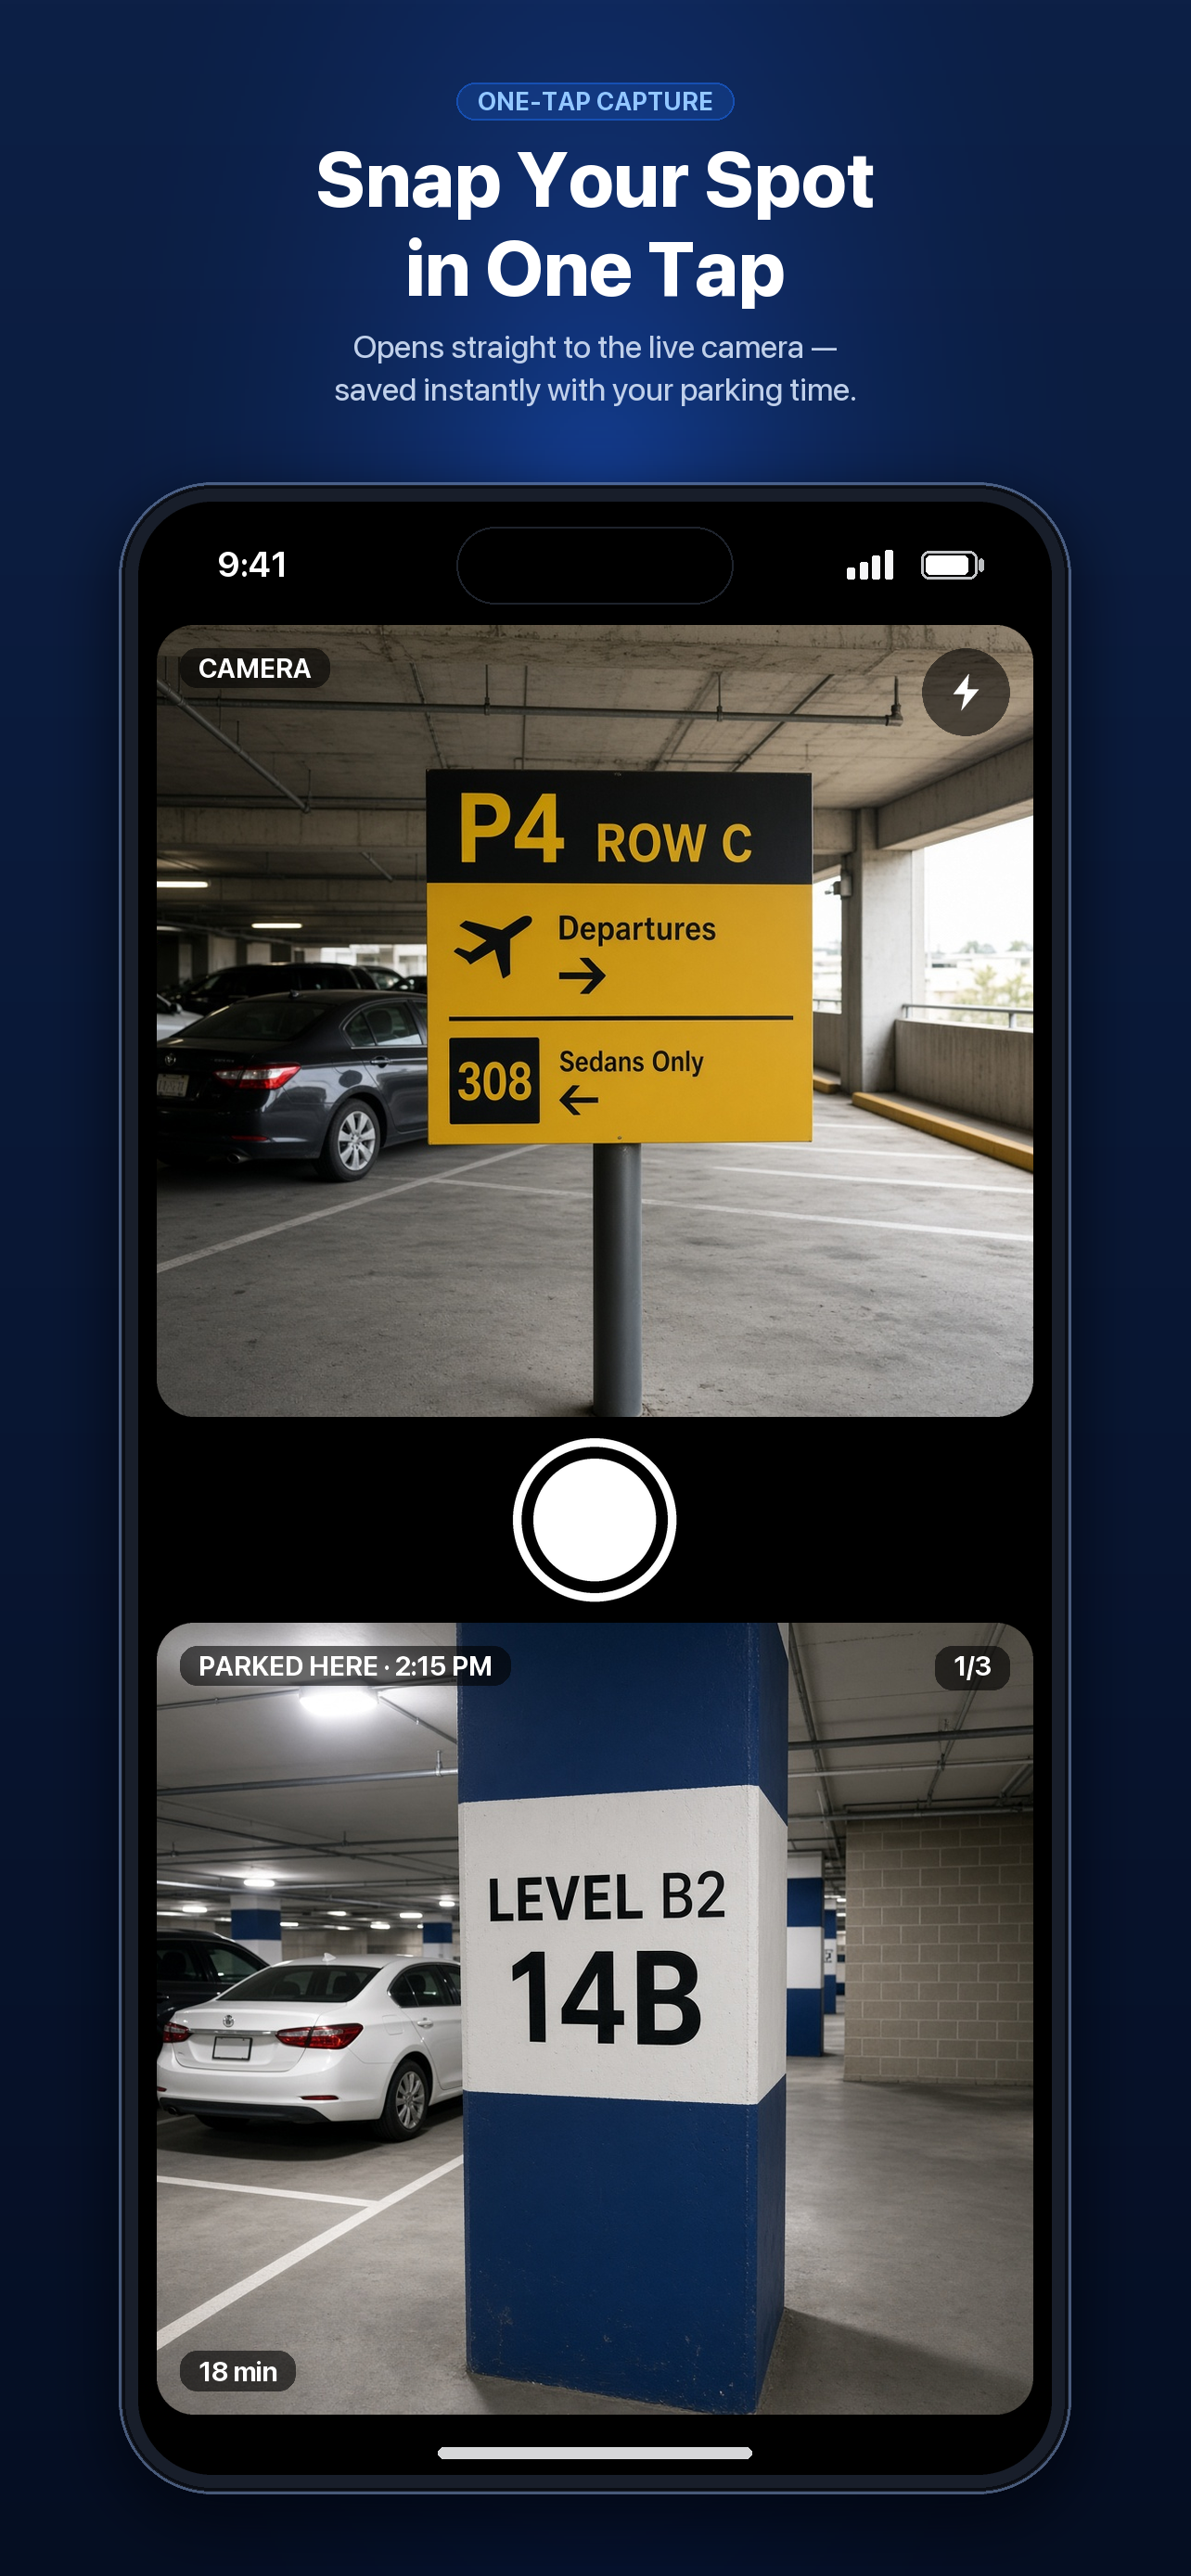 ONE-TAP CAPTURE
Snap Your Spot
in One Tap
Opens straight to the live camera —
saved instantly with your parking time.
9:41
CAMERA
P4 ROW C
Departures
→
308 Sedans Only
←
PARKED HERE · 2:15 PM
1/3
LEVEL B2
14B
18 min